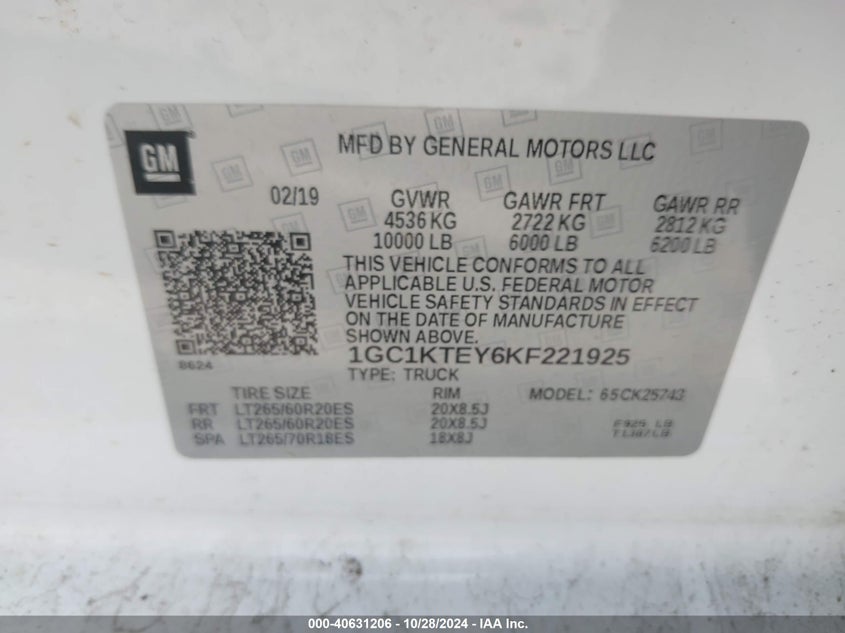 GM
MFD BY GENERAL MOTORS LLC
02/19 GVWR GAWR FRT GAWR RR
4536 KG 2722 KG 2812 KG
10000 LB 6000 LB 6200 LB
THIS VEHICLE CONFORMS TO ALL
APPLICABLE U.S. FEDERAL MOTOR
VEHICLE SAFETY STANDARDS IN EFFECT
ON THE DATE OF MANUFACTURE
SHOWN ABOVE.
8624 1GC1KTEY6KF221925
TYPE: TRUCK
TIRE SIZE RIM MODEL: 65CK25743
FRT LT265/60R20ES 20X8.5J
RR LT265/60R20ES 20X8.5J
SPA LT265/70R18ES 18X8J
000-40631206 - 10/28/2024 - IAA Inc.